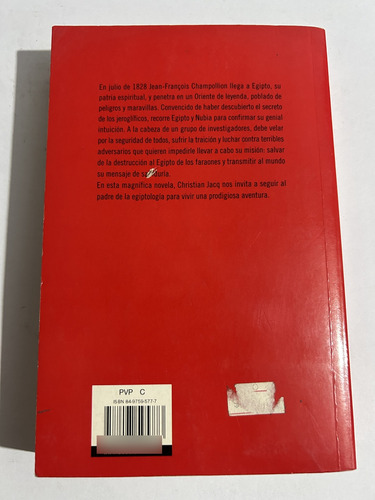 En julio de 1828 Jean-François Champollion llega a Egipto, su
patria espiritual, y penetra en un Oriente de leyenda, poblado de
peligros y maravillas. Convencido de haber descubierto el secreto
de los jeroglíficos, recorre Egipto y Nubia para confirmar su genial
intuición. A la cabeza de un grupo de investigadores, debe velar
por la seguridad de todos, sufrir la traición y luchar contra terribles
adversarios que quieren impedirle llevar a cabo su misión: salvar
de la destrucción al Egipto de los faraones y transmitir al mundo
su mensaje de sabiduría.
En esta magnífica novela, Christian Jacq nos invita a seguir al
padre de la egiptología para vivir una prodigiosa aventura.
PVP C
ISBN 84-9759-577-7